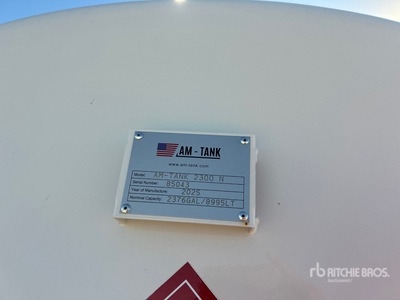 AM - TANK
www.am-tank.com
Model: AM-TANK 2300 N
Serial Number: 85043
Year of Manufacture: 2025
Nominal Capacity: 2376GAL/8995LT
rb RITCHIE BROS.